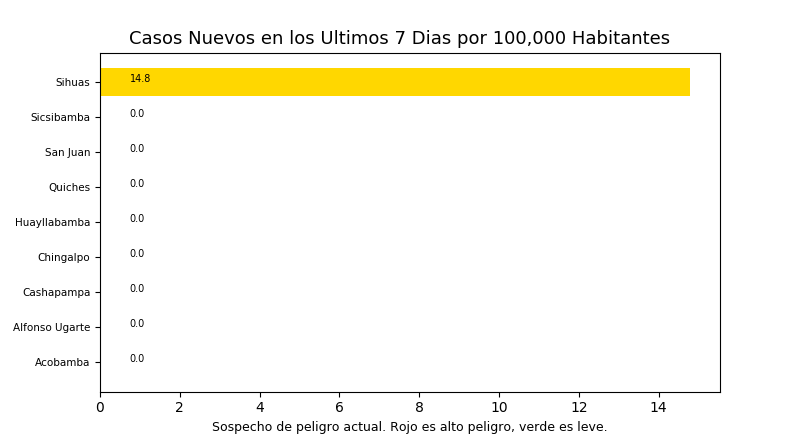 Casos Nuevos en los Ultimos 7 Dias por 100,000 Habitantes
Sihuas 14.8
Sicsibamba 0.0
San Juan 0.0
Quiches 0.0
Huayllabamba 0.0
Chingalpo 0.0
Cashapampa 0.0
Alfonso Ugarte 0.0
Acobamba 0.0
0 2 4 6 8 10 12 14
Sospecho de peligro actual. Rojo es alto peligro, verde es leve.